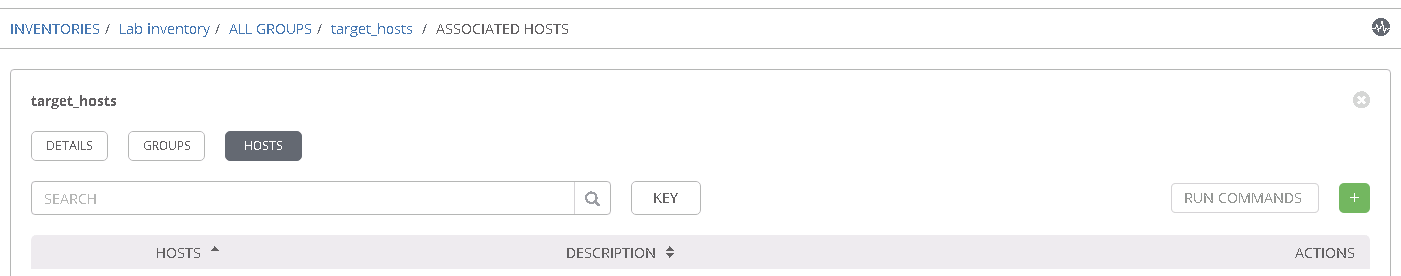 INVENTORIES / Lab inventory / ALL GROUPS / target_hosts / ASSOCIATED HOSTS
target_hosts
DETAILS GROUPS HOSTS
SEARCH KEY RUN COMMANDS +
HOSTS DESCRIPTION ACTIONS